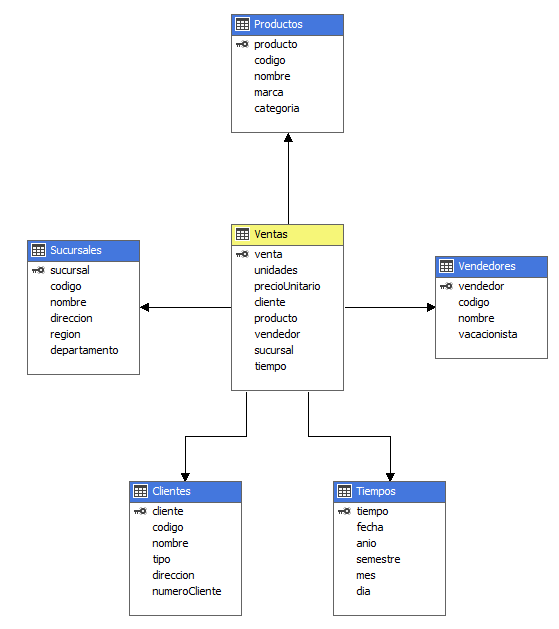 Productos
producto
codigo
nombre
marca
categoria
Sucursales
sucursal
codigo
nombre
direccion
region
departamento
Ventas
venta
unidades
precioUnitario
cliente
producto
vendedor
sucursal
tiempo
Vendedores
vendedor
codigo
nombre
vacacionista
Clientes
cliente
codigo
nombre
tipo
direccion
numeroCliente
Tiempos
tiempo
fecha
anio
semestre
mes
dia